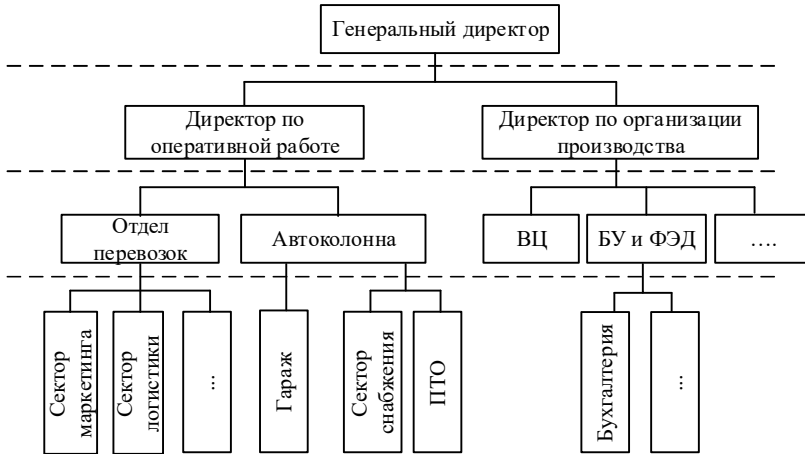 Генеральный директор
Директор по
оперативной работе
Директор по организации
производства
Отдел
перевозок
Автоколонна
ВЦ
БУ и ФЭД
….
Сектор
маркетинга
Сектор
логистики
...
Гараж
Сектор
снабжения
ПТО
Бухгалтерия
...